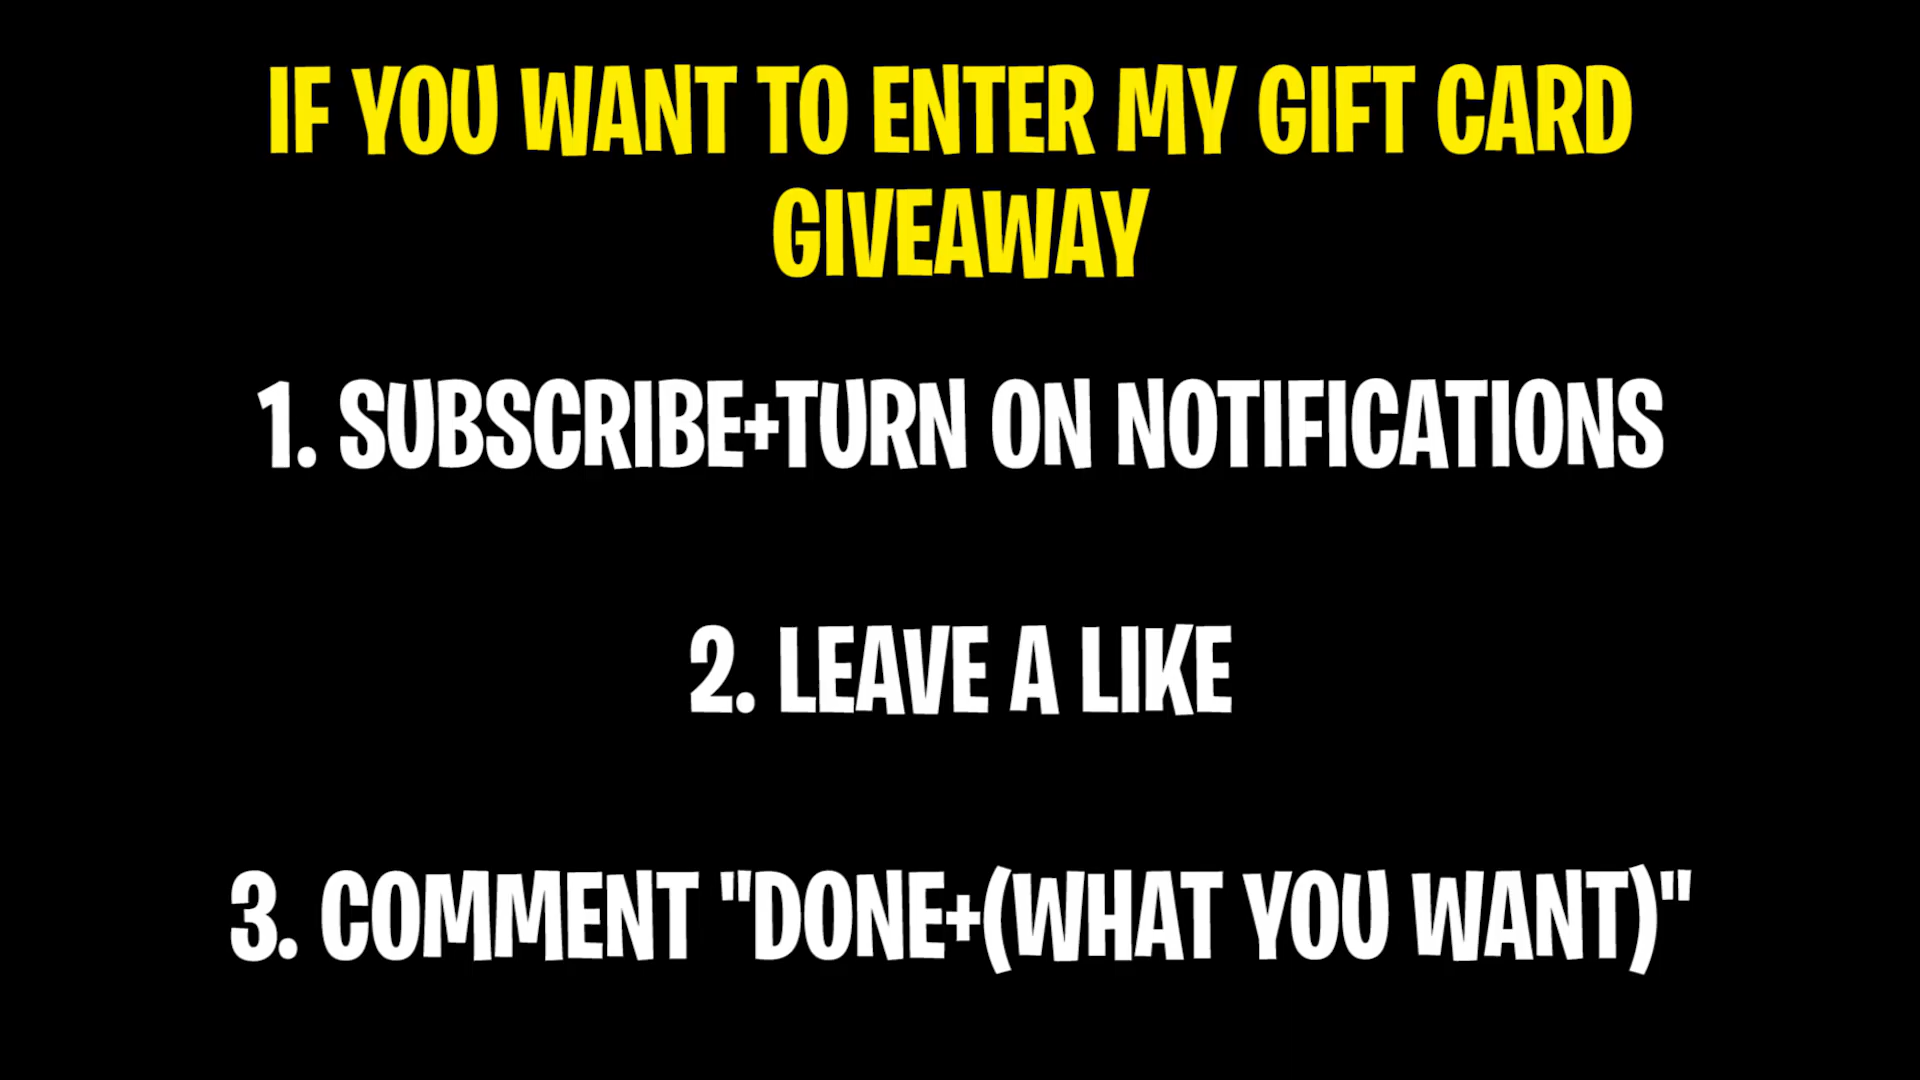 IF YOU WANT TO ENTER MY GIFT CARD
GIVEAWAY
1. SUBSCRIBE+TURN ON NOTIFICATIONS
2. LEAVE A LIKE
3. COMMENT "DONE+(WHAT YOU WANT)"